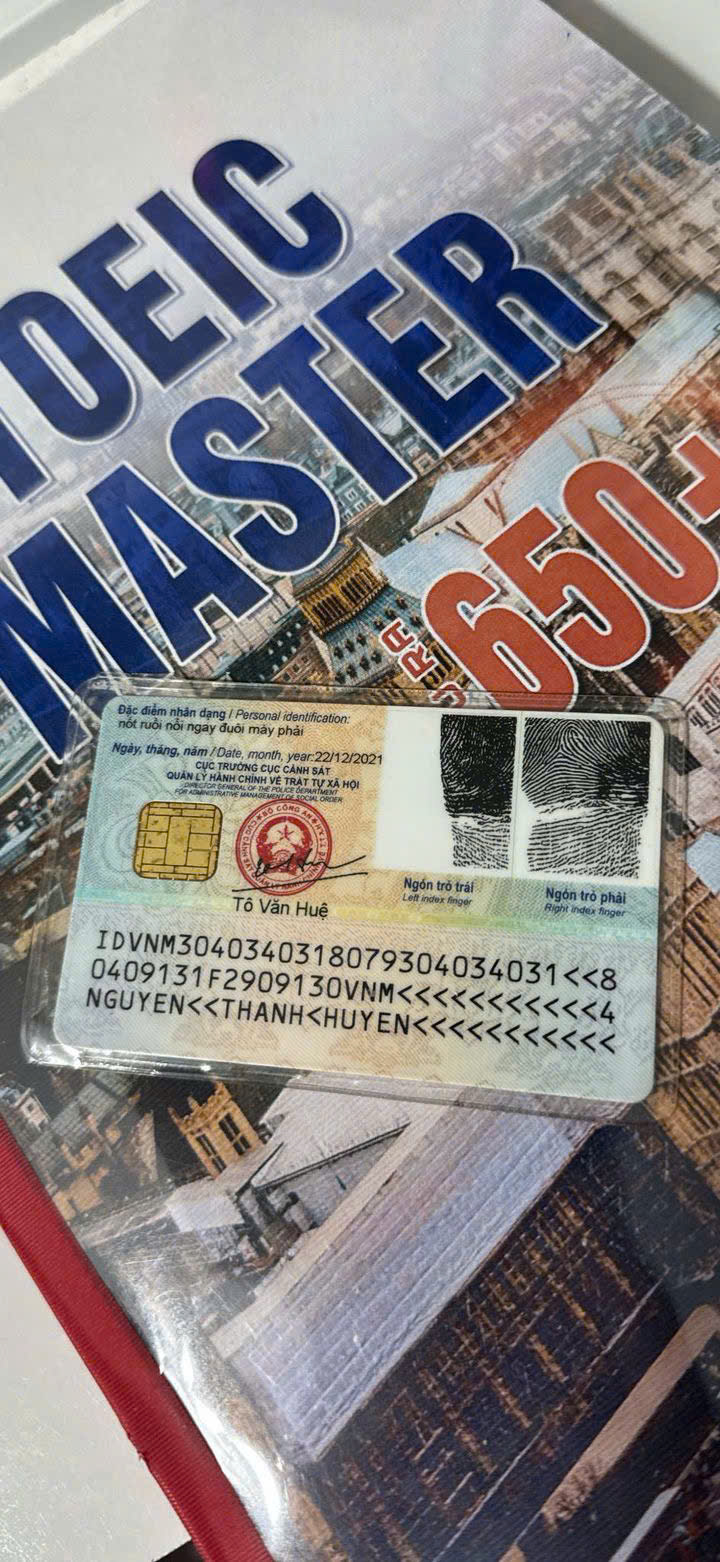 TOEIC
MASTER
650+
Đặc điểm nhân dạng / Personal identification:
nốt ruồi nổi ngay đuôi mày phải
Ngày, tháng, năm / Date, month, year:22/12/2021
CỤC TRƯỞNG CỤC CẢNH SÁT
QUẢN LÝ HÀNH CHÍNH VỀ TRẬT TỰ XÃ HỘI
DIRECTOR GENERAL OF THE POLICE DEPARTMENT
FOR ADMINISTRATIVE MANAGEMENT OF SOCIAL ORDER
Tô Văn Huệ
Ngón trỏ trái
Left index finger
Ngón trỏ phải
Right index finger
IDVNM3040340318079304034031<<8
0409131F2909130VNM<<<<<<<<<<<4
NGUYEN<<THANH<HUYEN<<<<<<<<<<<